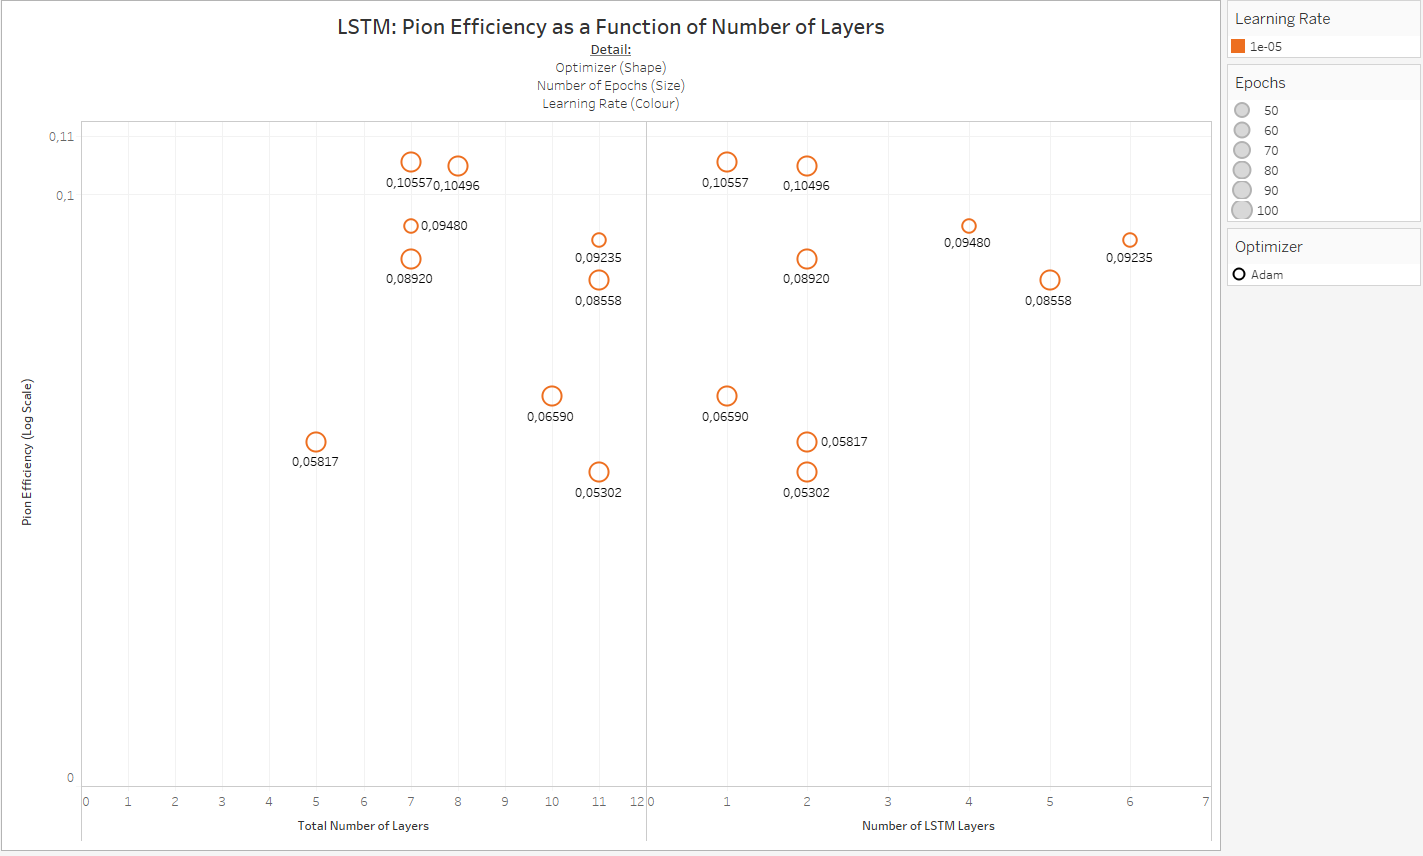 LSTM: Pion Efficiency as a Function of Number of Layers
Detail:
Optimizer (Shape)
Number of Epochs (Size)
Learning Rate (Colour)
Pion Efficiency (Log Scale)
0,11
0,1
0
0,10557
0,10496
0,09480
0,09235
0,08920
0,08558
0,06590
0,05817
0,05302
0 1 2 3 4 5 6 7 8 9 10 11 12
Total Number of Layers
0,10557
0,10496
0,09480
0,09235
0,08920
0,08558
0,06590
0,05817
0,05302
0 1 2 3 4 5 6 7
Number of LSTM Layers
Learning Rate
1e-05
Epochs
50
60
70
80
90
100
Optimizer
Adam